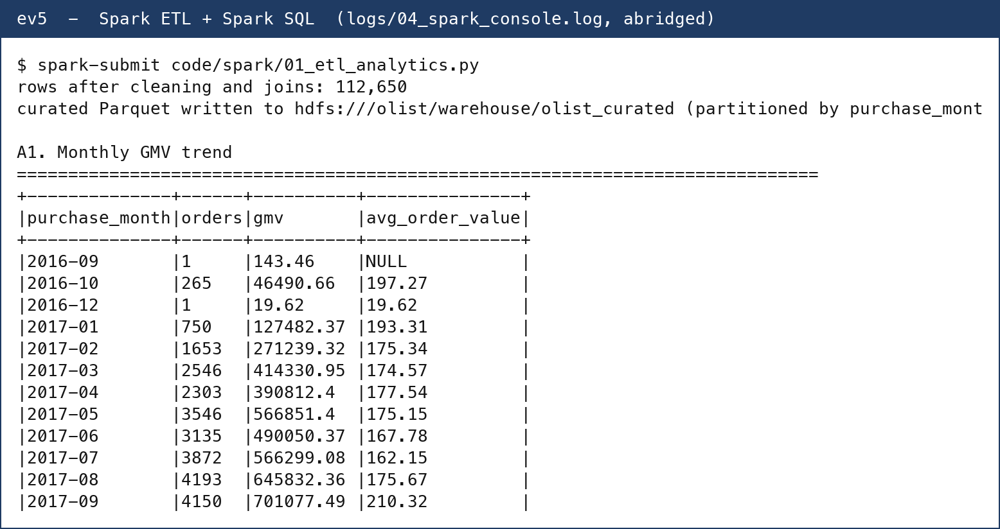 ev5  –  Spark ETL + Spark SQL  (logs/04_spark_console.log, abridged)
$ spark-submit code/spark/01_etl_analytics.py
rows after cleaning and joins: 112,650
curated Parquet written to hdfs:///olist/warehouse/olist_curated (partitioned by purchase_mont
A1. Monthly GMV trend
==============================================================================
+--------------+------+----------+---------------+
|purchase_month|orders|gmv       |avg_order_value|
+--------------+------+----------+---------------+
|2016-09       |1     |143.46    |NULL           |
|2016-10       |265   |46490.66  |197.27         |
|2016-12       |1     |19.62     |19.62          |
|2017-01       |750   |127482.37 |193.31         |
|2017-02       |1653  |271239.32 |175.34         |
|2017-03       |2546  |414330.95 |174.57         |
|2017-04       |2303  |390812.4  |177.54         |
|2017-05       |3546  |566851.4  |175.15         |
|2017-06       |3135  |490050.37 |167.78         |
|2017-07       |3872  |566299.08 |162.15         |
|2017-08       |4193  |645832.36 |175.67         |
|2017-09       |4150  |701077.49 |210.32         |